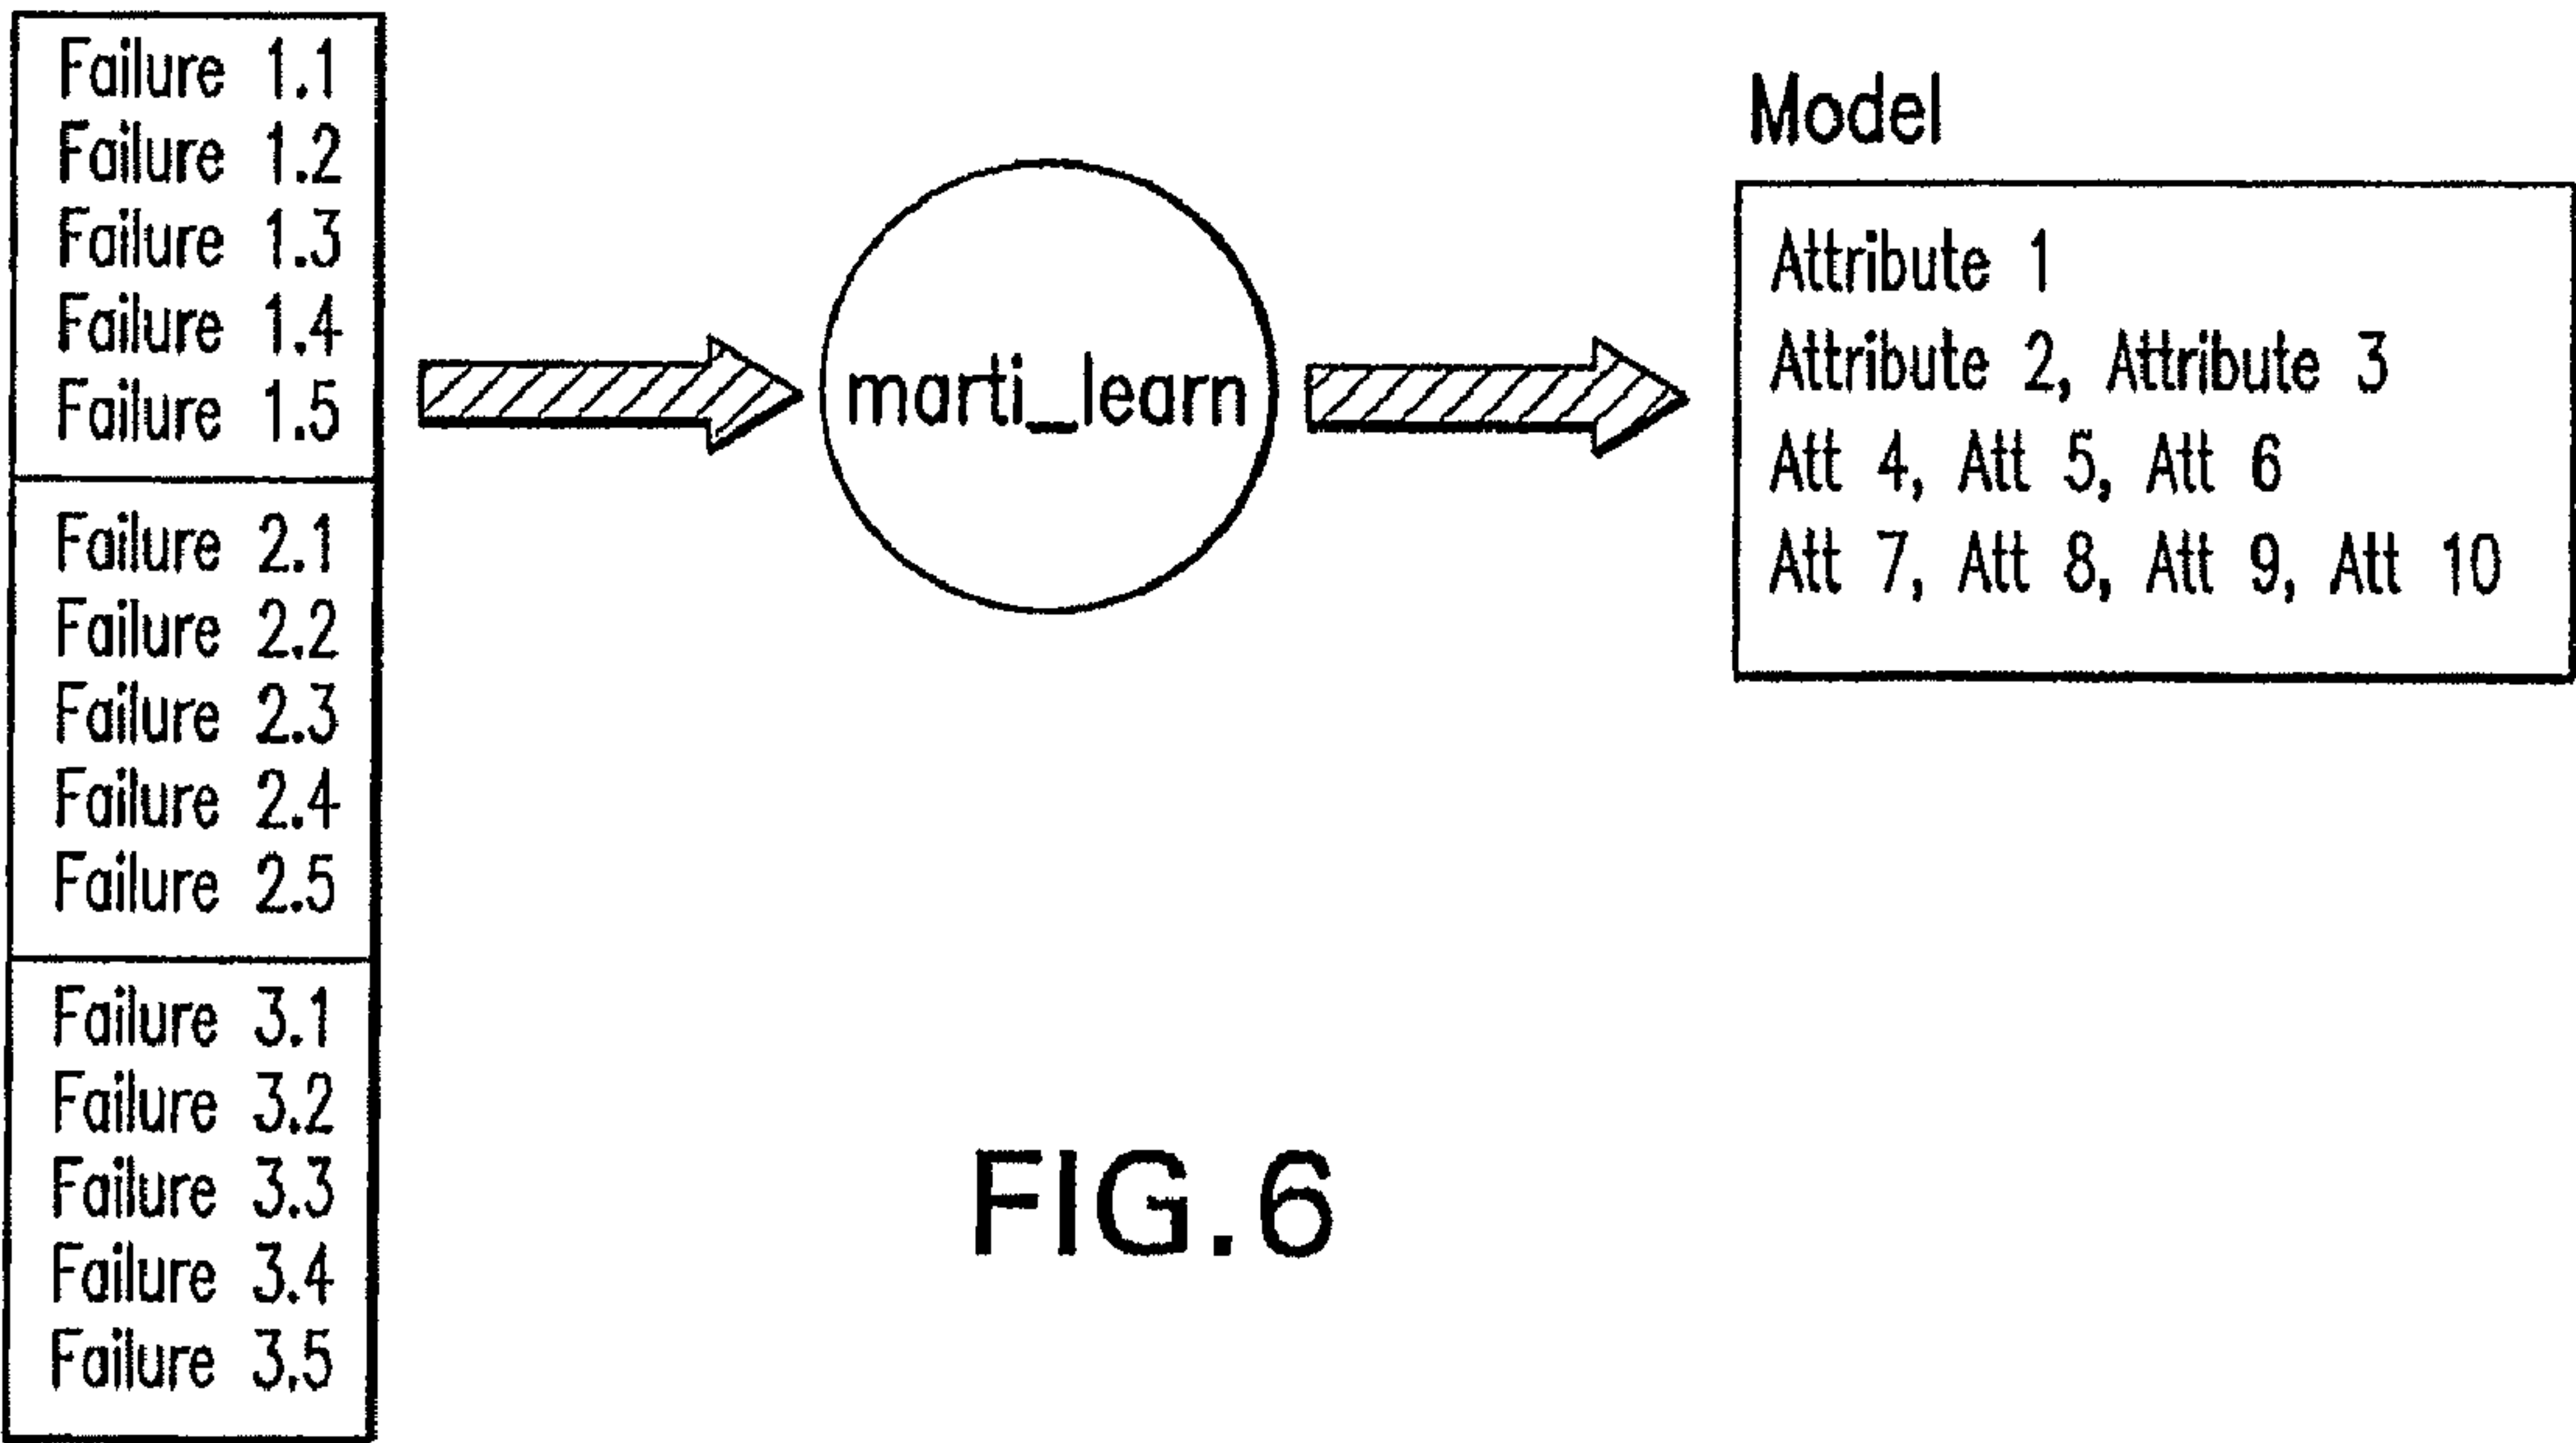 Failure 1.1
Failure 1.2
Failure 1.3
Failure 1.4
Failure 1.5
Failure 2.1
Failure 2.2
Failure 2.3
Failure 2.4
Failure 2.5
Failure 3.1
Failure 3.2
Failure 3.3
Failure 3.4
Failure 3.5
marti_learn
Model
Attribute 1
Attribute 2, Attribute 3
Att 4, Att 5, Att 6
Att 7, Att 8, Att 9, Att 10
FIG.6